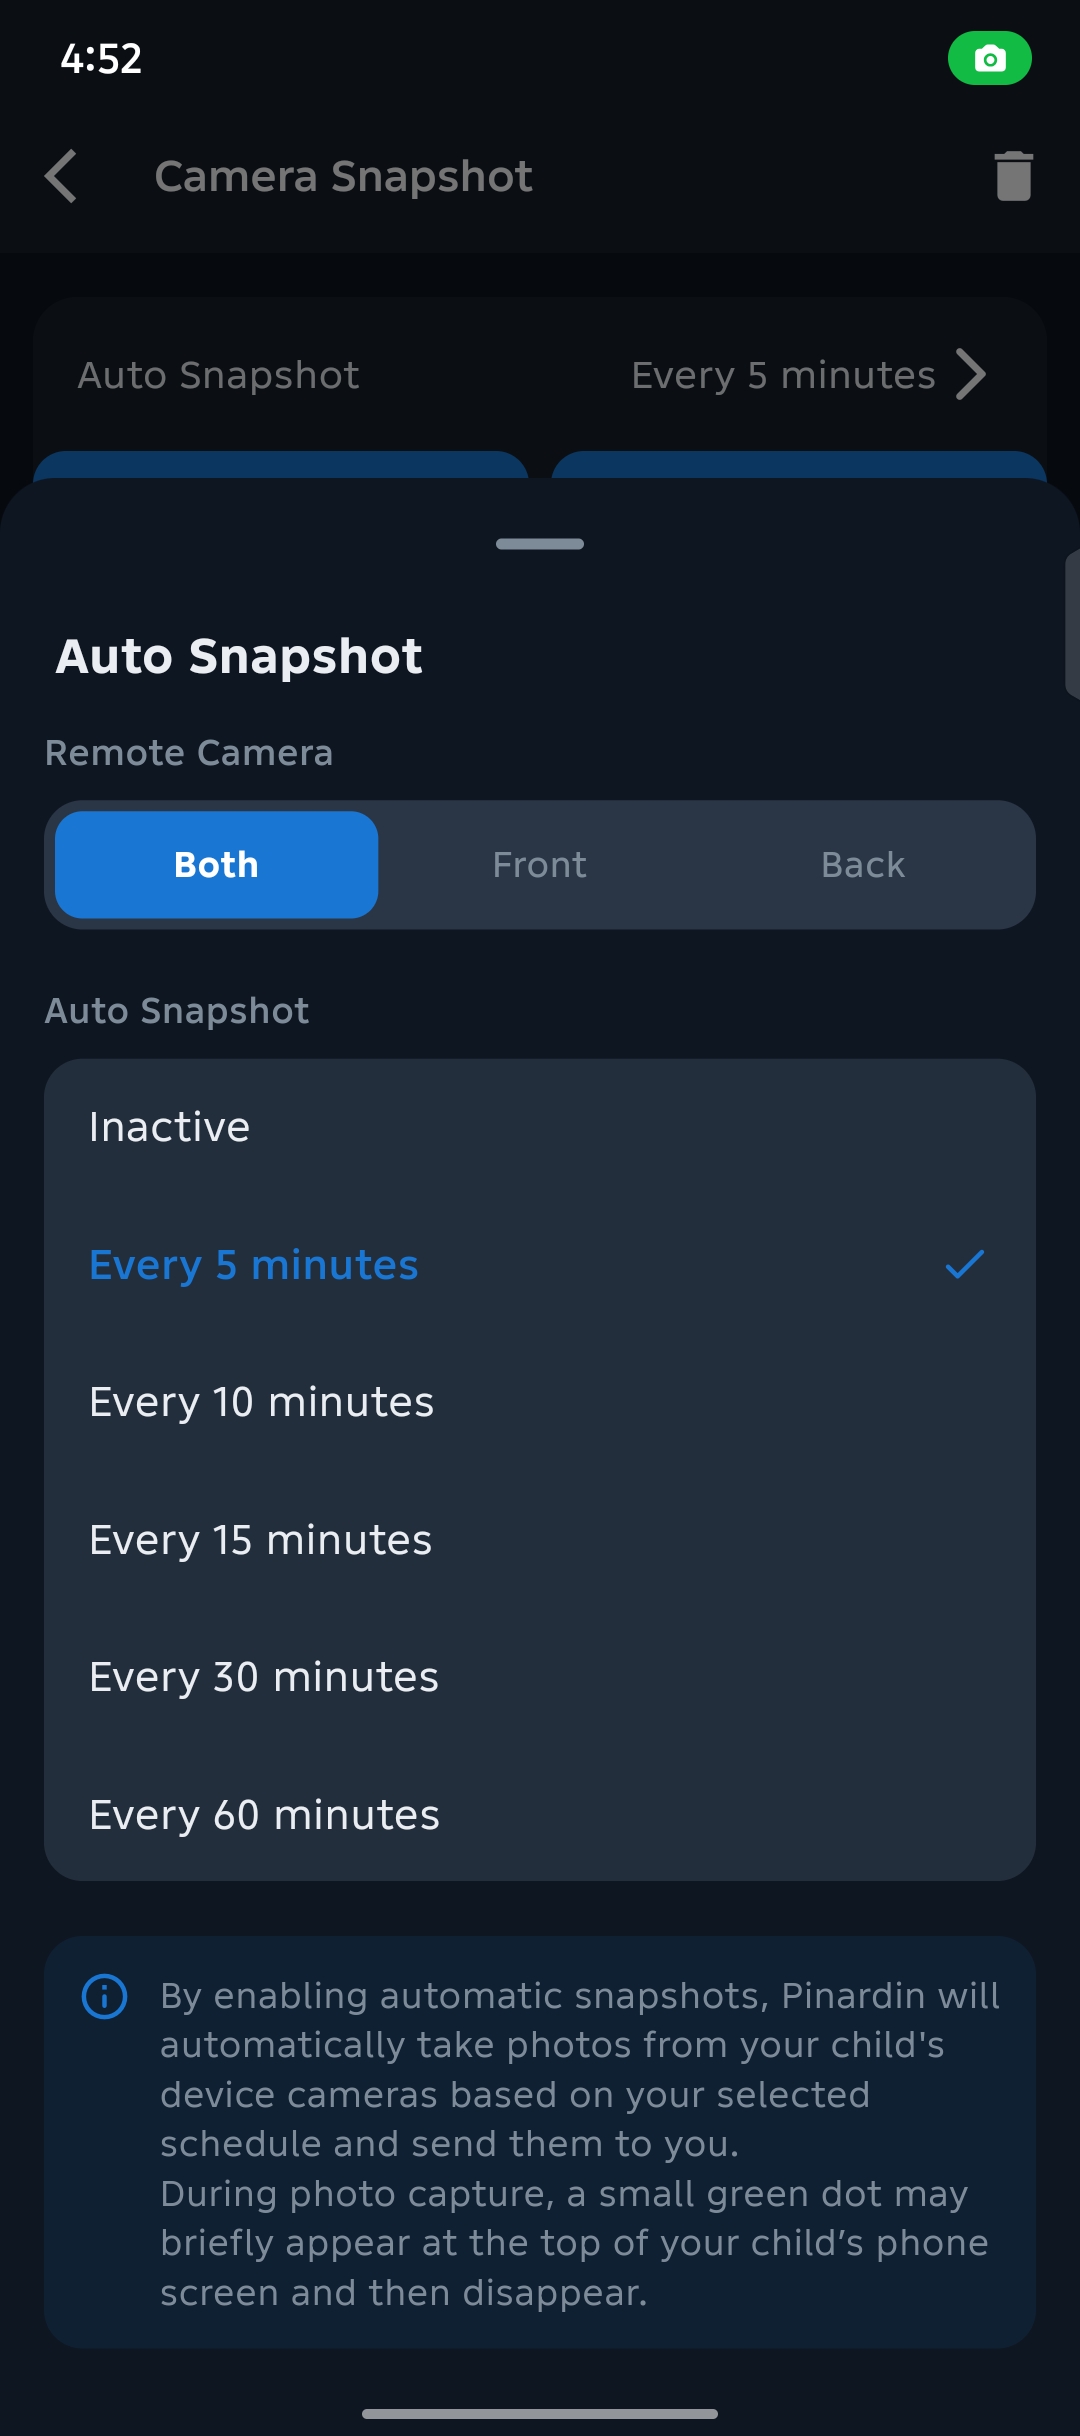 4:52
Camera Snapshot
Auto Snapshot Every 5 minutes
Auto Snapshot
Remote Camera
Both Front Back
Auto Snapshot
Inactive
Every 5 minutes
Every 10 minutes
Every 15 minutes
Every 30 minutes
Every 60 minutes
By enabling automatic snapshots, Pinardin will
automatically take photos from your child's
device cameras based on your selected
schedule and send them to you.
During photo capture, a small green dot may
briefly appear at the top of your child’s phone
screen and then disappear.